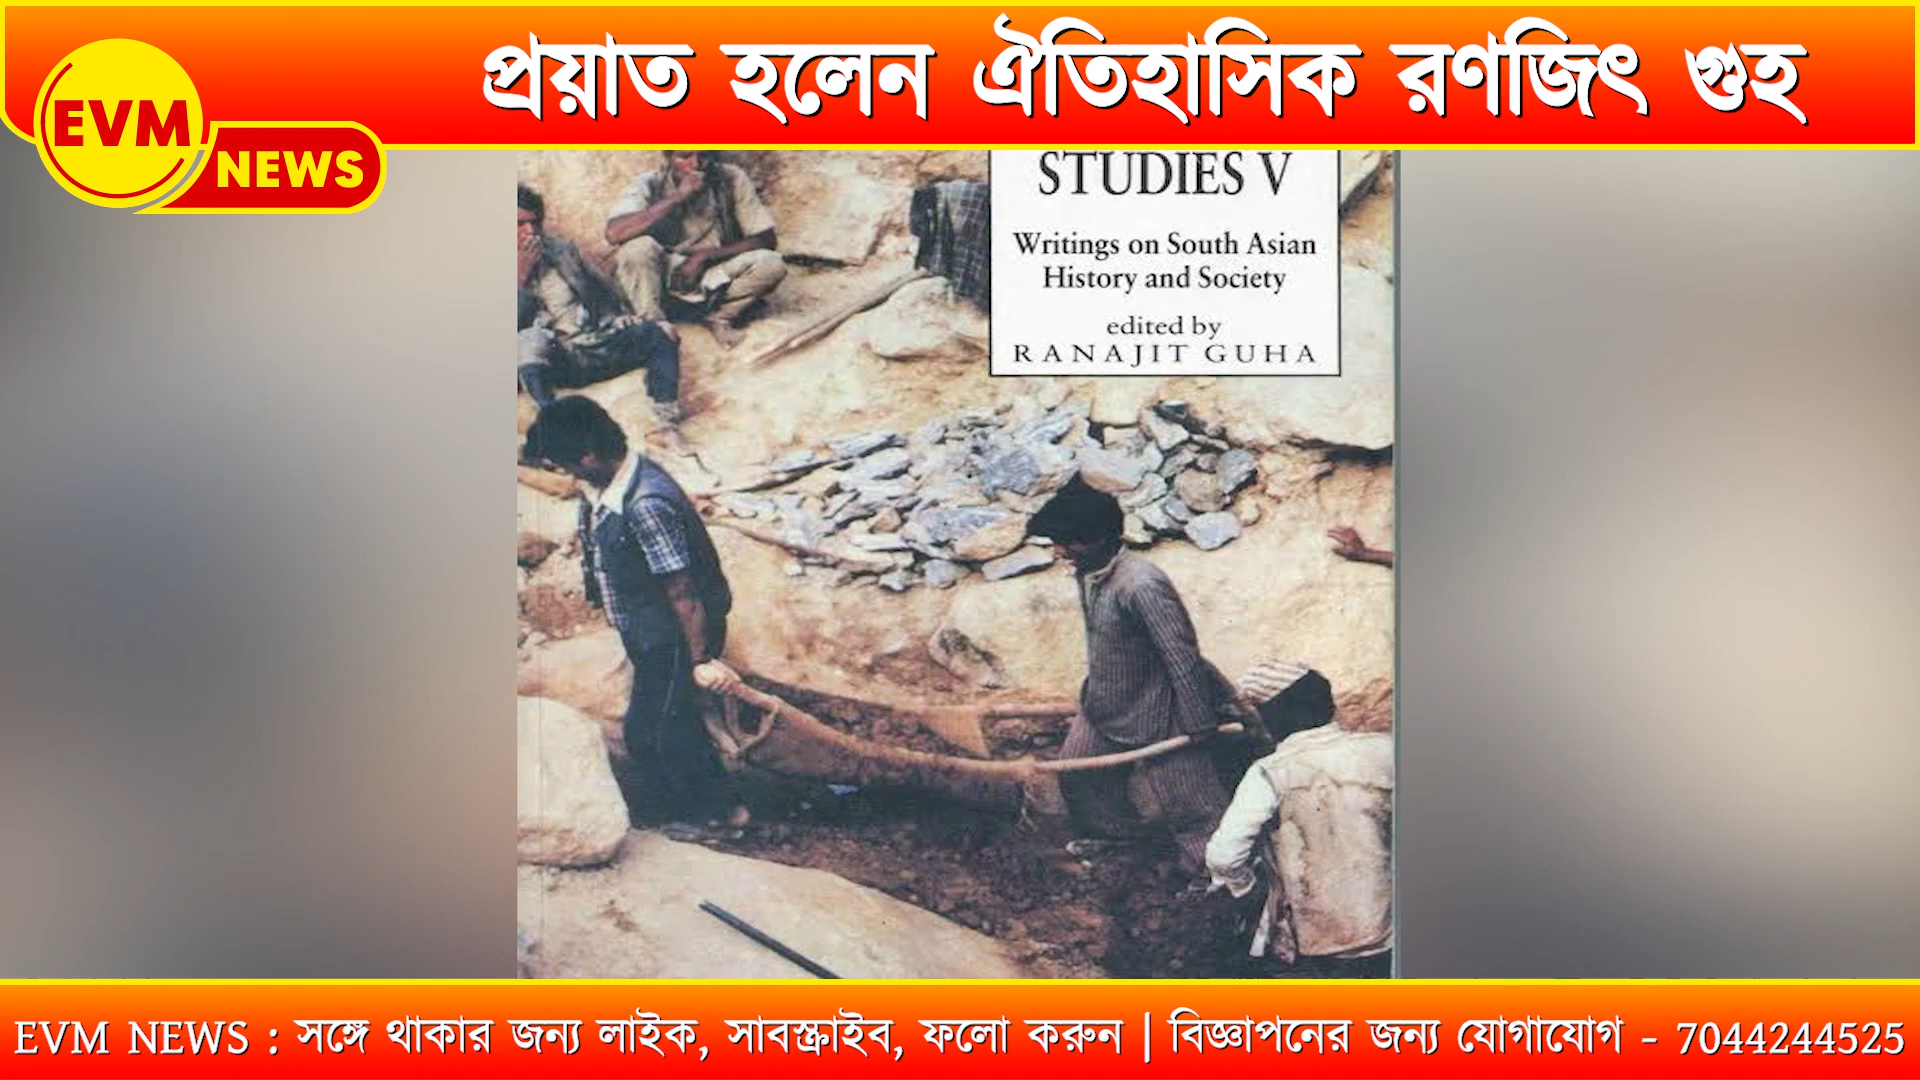 প্রয়াত হলেন ঐতিহাসিক রণজিৎ গুহ
EVM
NEWS
STUDIES V
Writings on South Asian
History and Society
edited by
RANAJIT GUHA
EVM NEWS : সঙ্গে থাকার জন্য লাইক, সাবস্ক্রাইব, ফলো করুন | বিজ্ঞাপনের জন্য যোগাযোগ - 7044244525